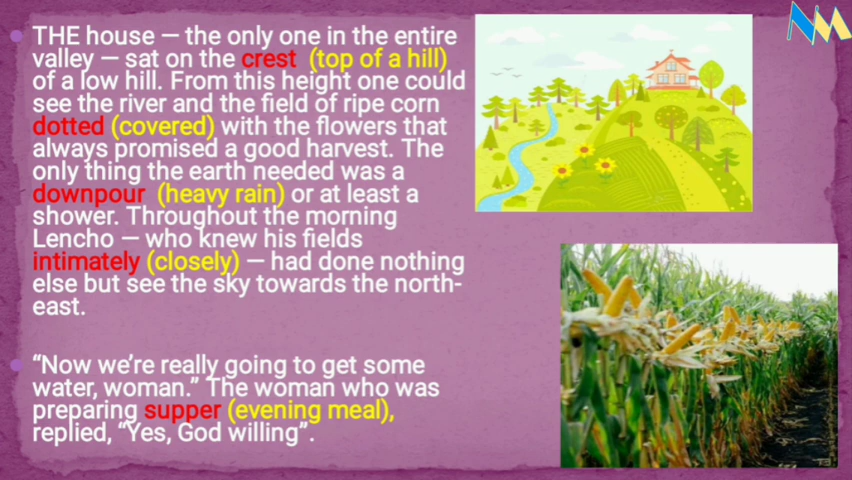 THE house — the only one in the entire
valley — sat on the crest (top of a hill)
of a low hill. From this height one could
see the river and the field of ripe corn
dotted (covered) with the flowers that
always promised a good harvest. The
only thing the earth needed was a
downpour (heavy rain) or at least a
shower. Throughout the morning
Lencho — who knew his fields
intimately (closely) — had done nothing
else but see the sky towards the north-
east.
“Now we’re really going to get some
water, woman.” The woman who was
preparing supper (evening meal),
replied, “Yes, God willing”.
NM